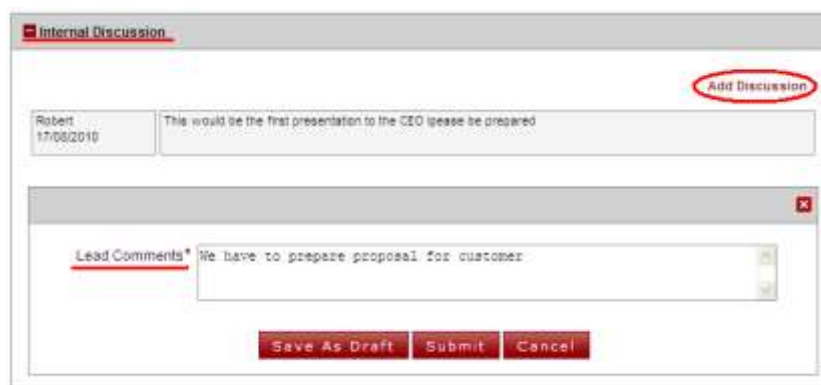 Internal Discussion
Add Discussion
Robert
17/08/2010
This would be the first presentation to the CEO lpease be prepared
Lead Comments*
We have to prepare proposal for customer
Save As Draft
Submit
Cancel